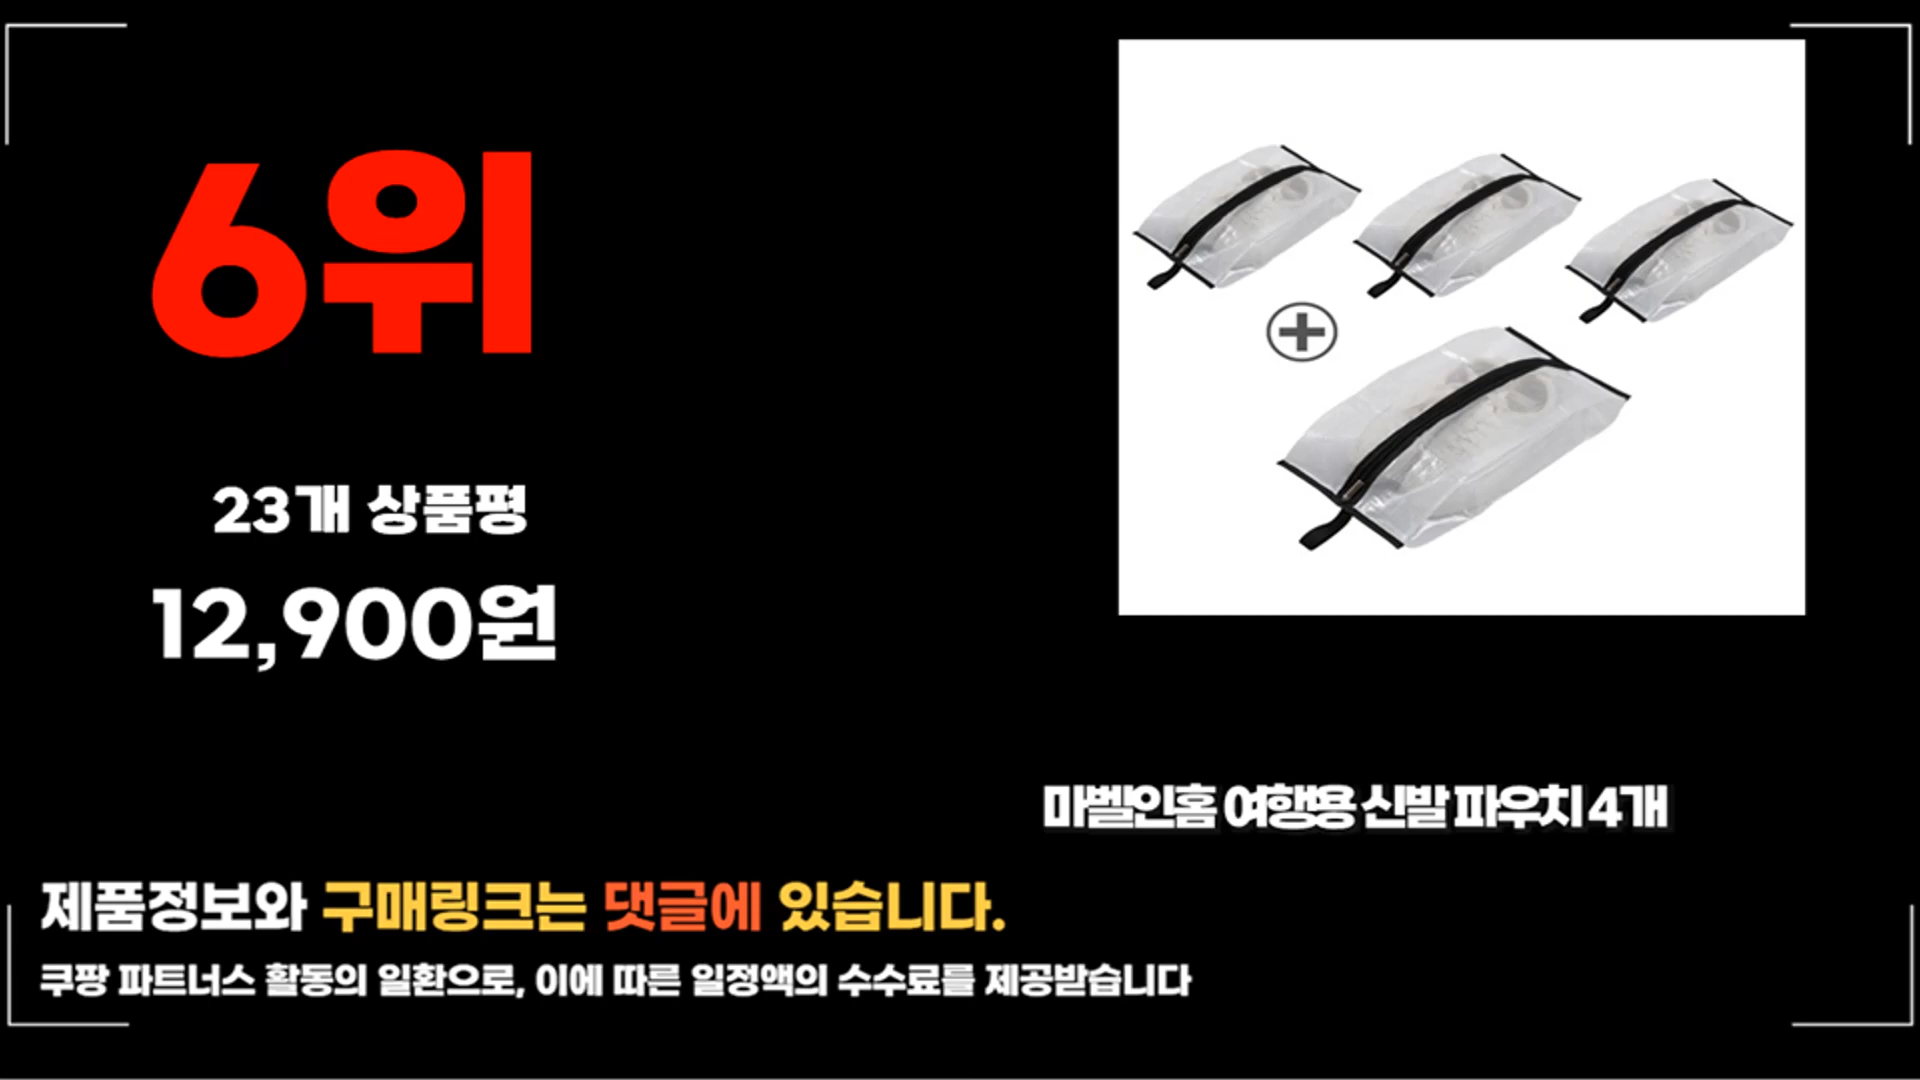 6위
23개 상품평
12,900원
마벨인홈 여행용 신발 파우치 4개
제품정보와 구매링크는 댓글에 있습니다.
쿠팡 파트너스 활동의 일환으로, 이에 따른 일정액의 수수료를 제공받습니다